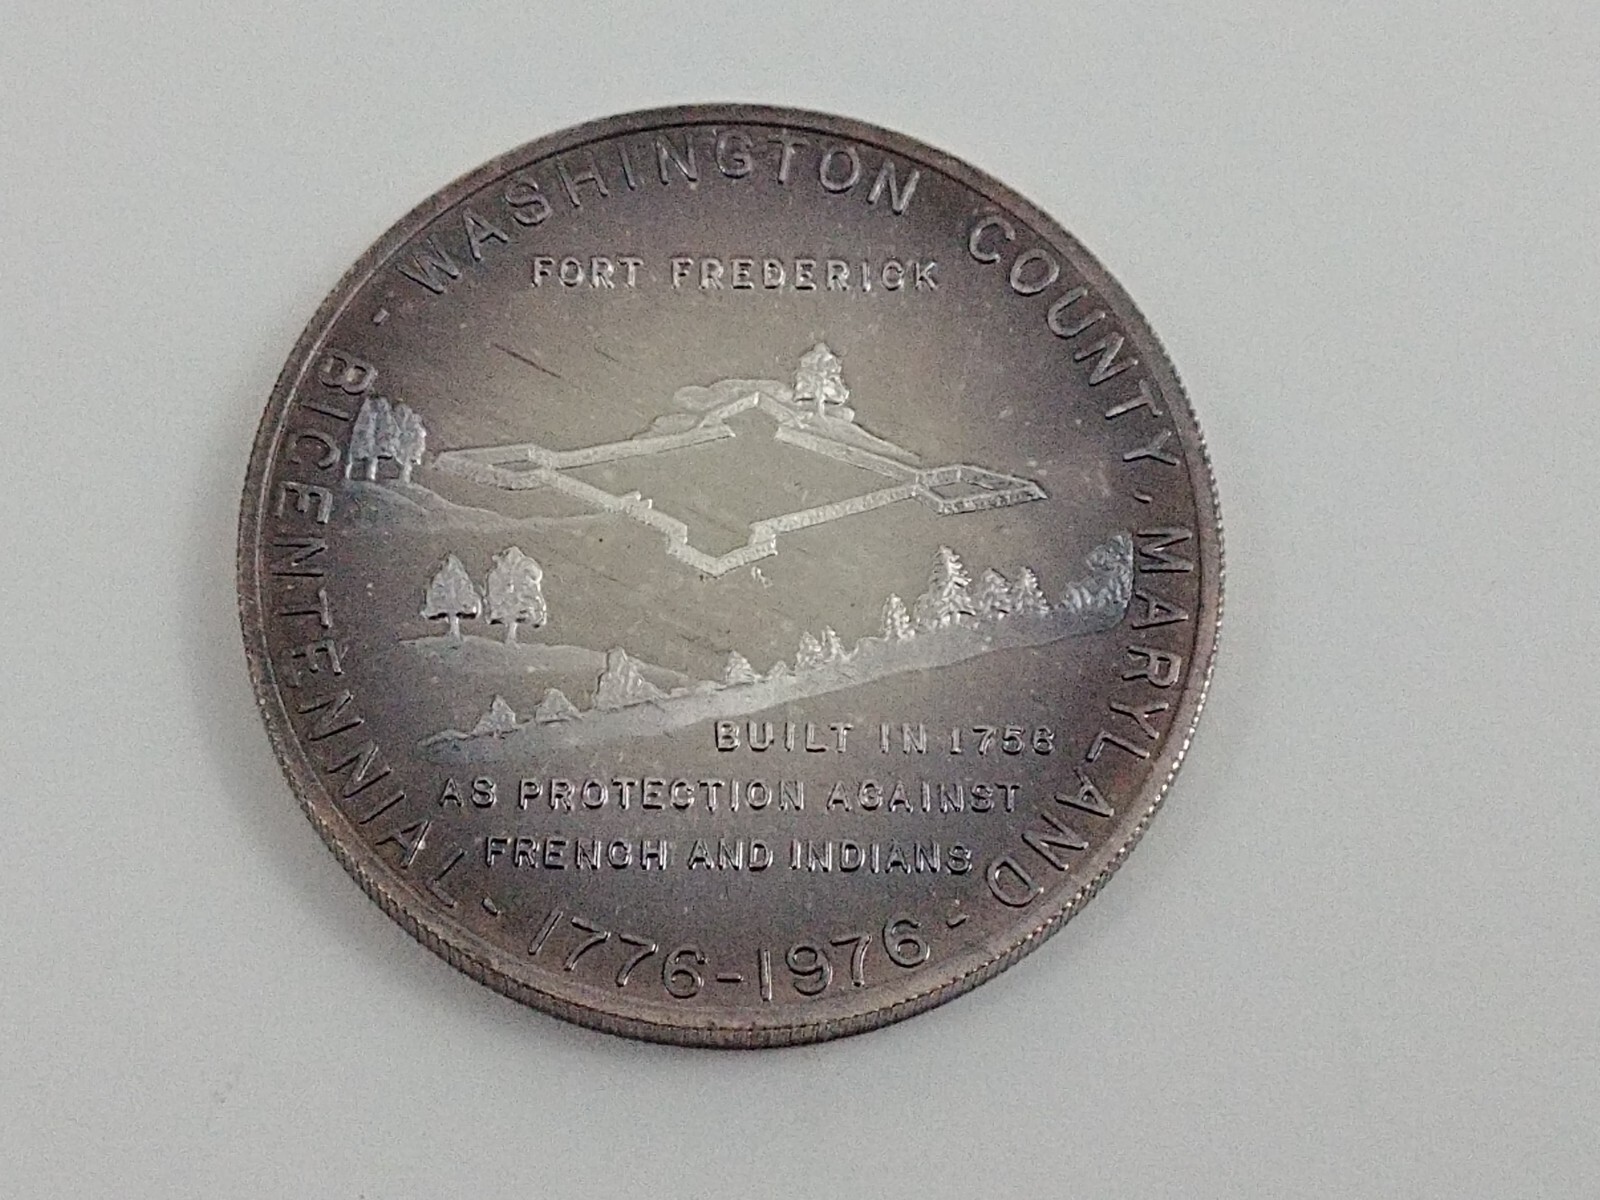 · WASHINGTON COUNTY, MARYLAND ·
FORT FREDERICK
BUILT IN 1756
AS PROTECTION AGAINST
FRENCH AND INDIANS
BICENTENNIAL · 1776-1976